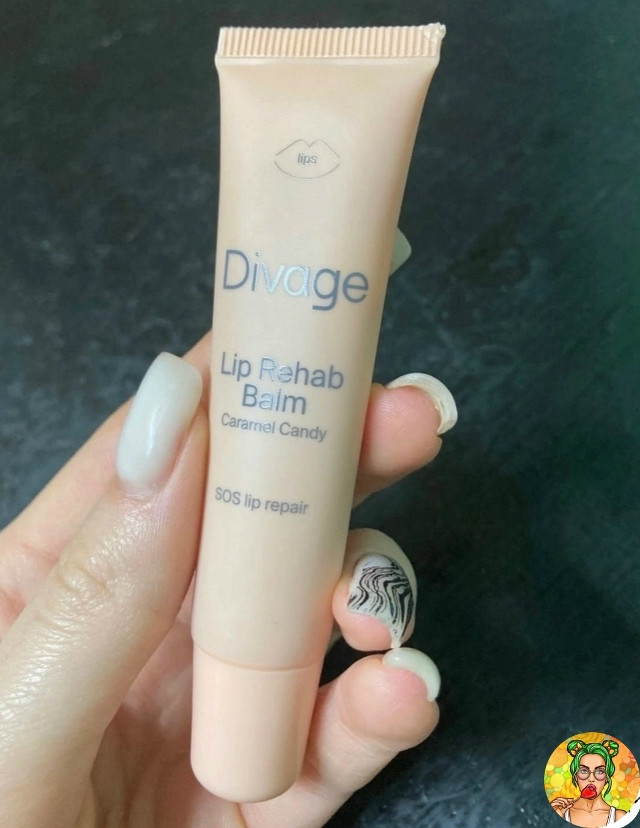 lips
Divage
Lip Rehab
Balm
Caramel Candy
SOS lip repair